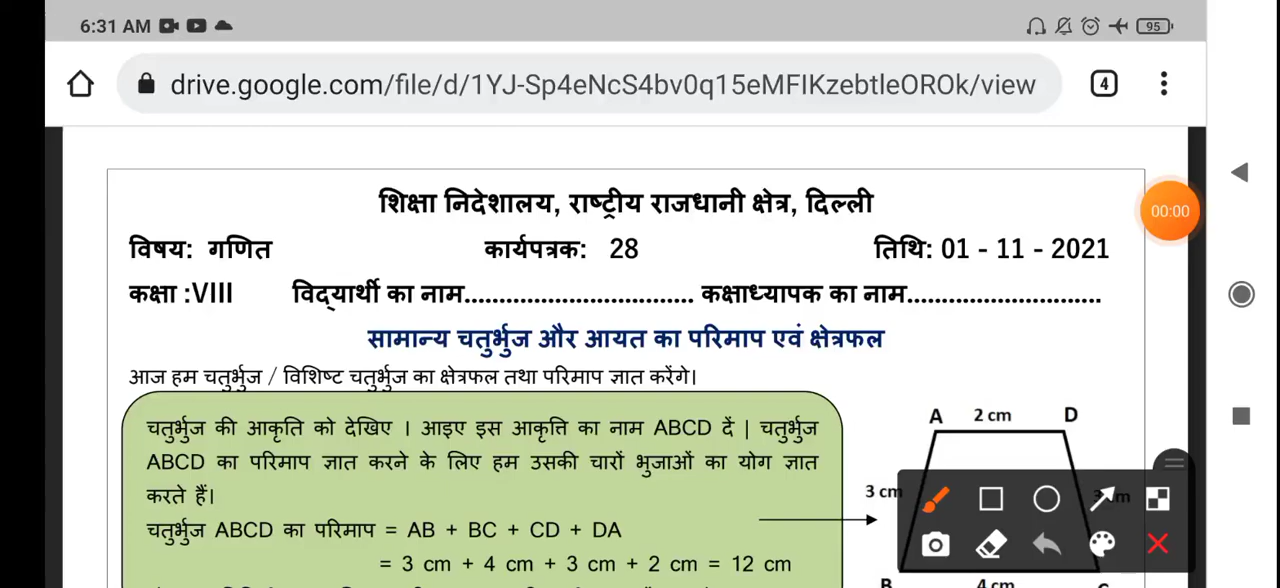 6:31 AM
95
drive.google.com/file/d/1YJ-Sp4eNcS4bv0q15eMFIKzebtleOROk/view
4
शिक्षा निदेशालय, राष्ट्रीय राजधानी क्षेत्र, दिल्ली
00:00
विषय: गणित कार्यपत्रक: 28 तिथि: 01 - 11 - 2021
कक्षा :VIII विद्यार्थी का नाम................................. कक्षाध्यापक का नाम............................
सामान्य चतुर्भुज और आयत का परिमाप एवं क्षेत्रफल
आज हम चतुर्भुज / विशिष्ट चतुर्भुज का क्षेत्रफल तथा परिमाप ज्ञात करेंगे।
चतुर्भुज की आकृति को देखिए । आइए इस आकृत्ति का नाम ABCD दें | चतुर्भुज
ABCD का परिमाप ज्ञात करने के लिए हम उसकी चारों भुजाओं का योग ज्ञात
करते हैं।
चतुर्भुज ABCD का परिमाप = AB + BC + CD + DA
= 3 cm + 4 cm + 3 cm + 2 cm = 12 cm
A 2 cm D
3 cm
B 4 cm